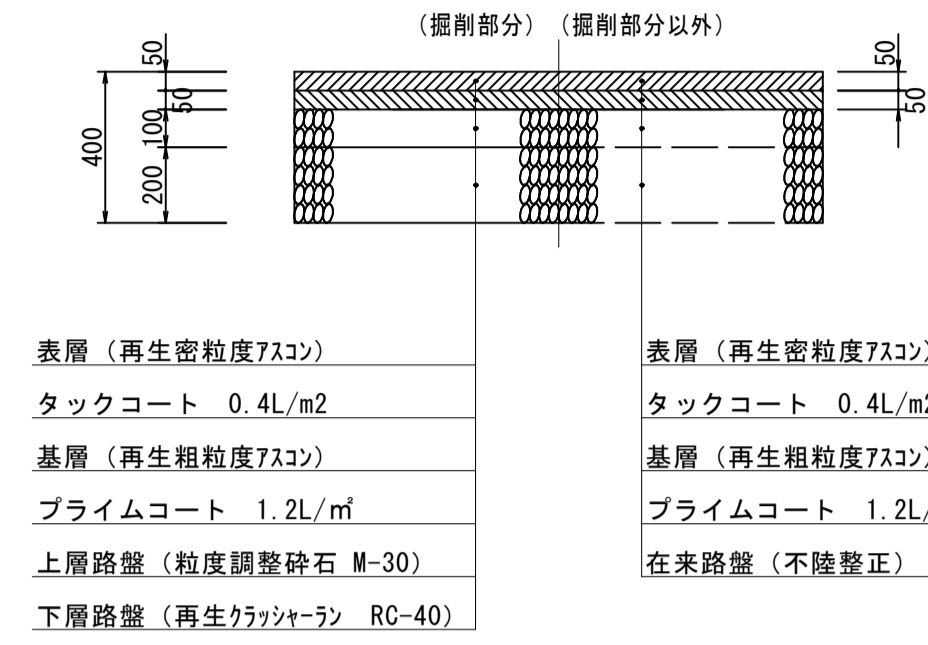 (掘削部分) (掘削部分以外)
50
50
100
200
400
50
50
表層 (再生密粒度アスコン)
タックコート 0.4L/m2
基層 (再生粗粒度アスコン)
プライムコート 1.2L/㎡
上層路盤 (粒度調整砕石 M-30)
下層路盤 (再生クラッシャーラン RC-40)
表層 (再生密粒度アスコン)
タックコート 0.4L/m2
基層 (再生粗粒度アスコン)
プライムコート 1.2L/
在来路盤 (不陸整正)